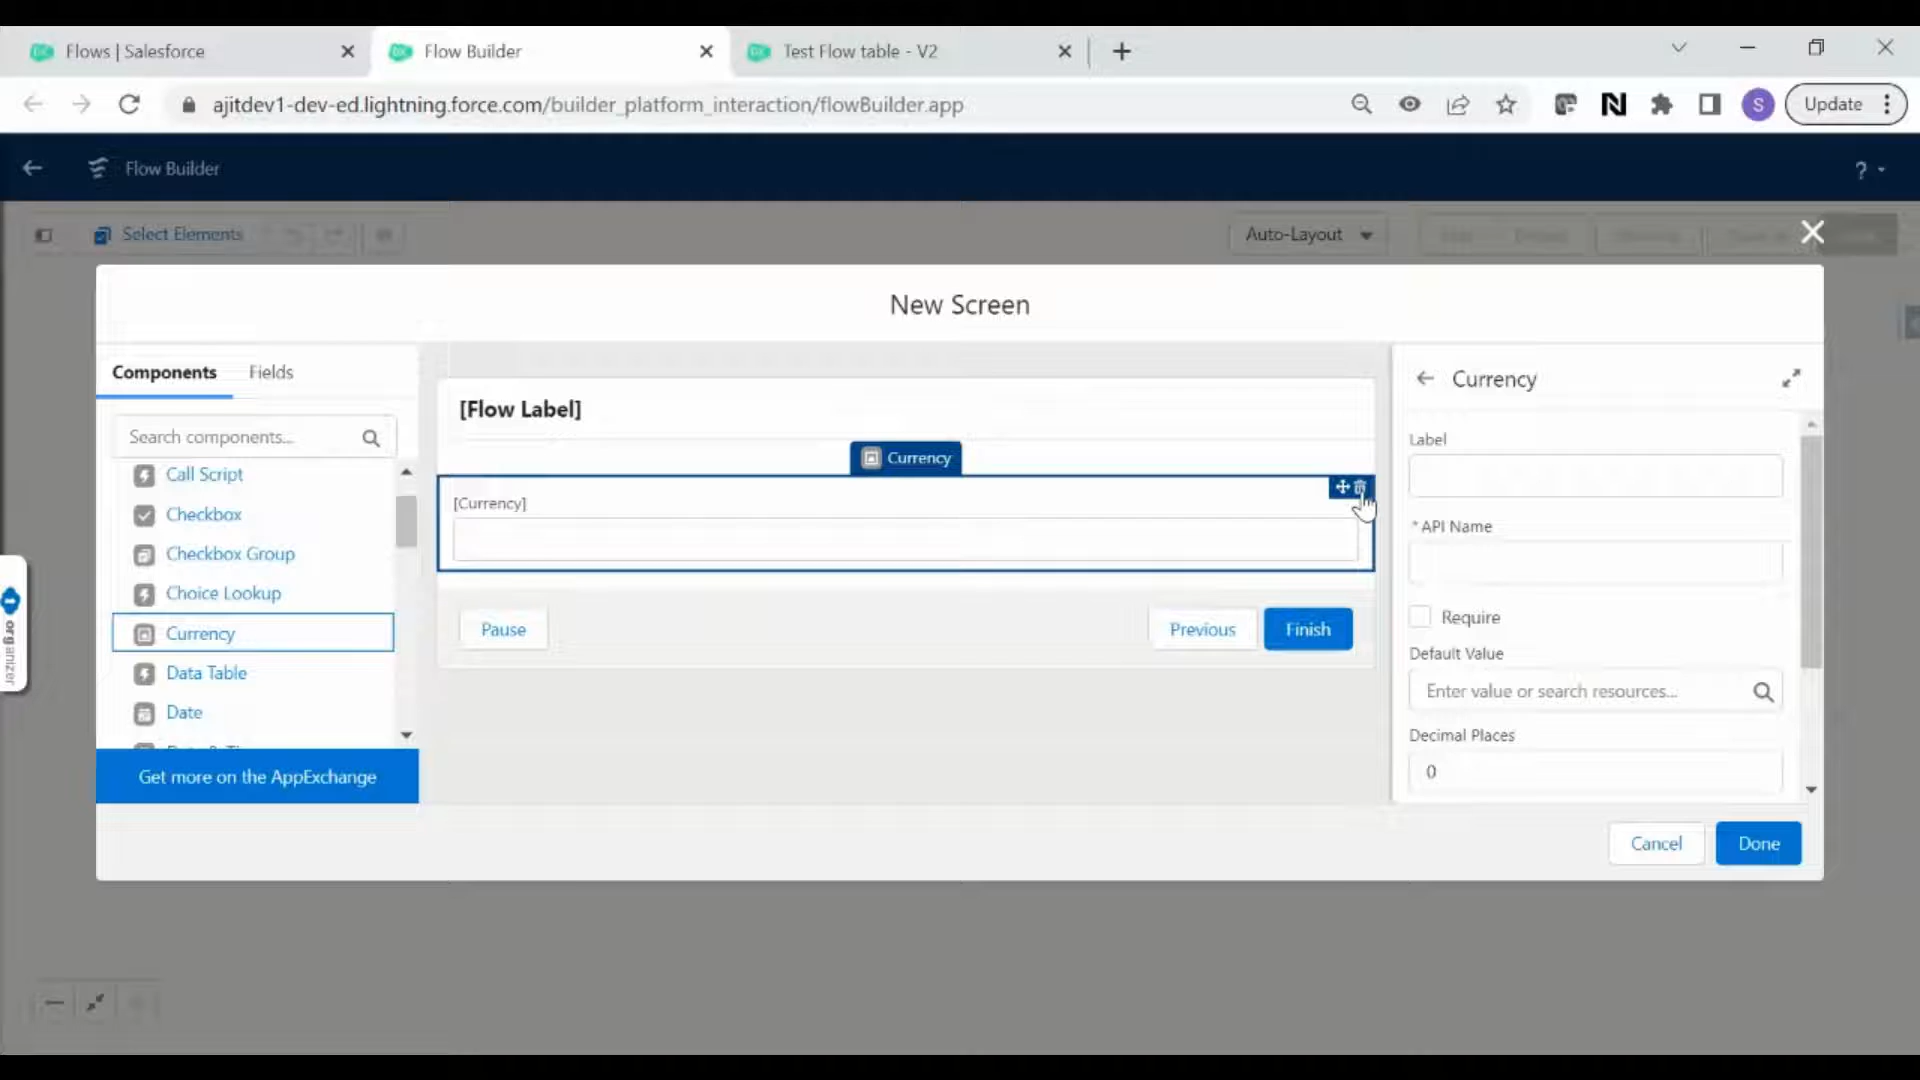 Flows | Salesforce
Flow Builder
Test Flow table - V2
ajitdev1-dev-ed.lightning.force.com/builder_platform_interaction/flowBuilder.app
S
Update
Flow Builder
?
Select Elements
Auto-Layout
New Screen
Components
Fields
Search components...
Call Script
Checkbox
Checkbox Group
Choice Lookup
Currency
Data Table
Date
Get more on the AppExchange
[Flow Label]
Currency
[Currency]
Pause
Previous
Finish
Currency
Label
* API Name
Require
Default Value
Enter value or search resources...
Decimal Places
0
Cancel
Done
organizer